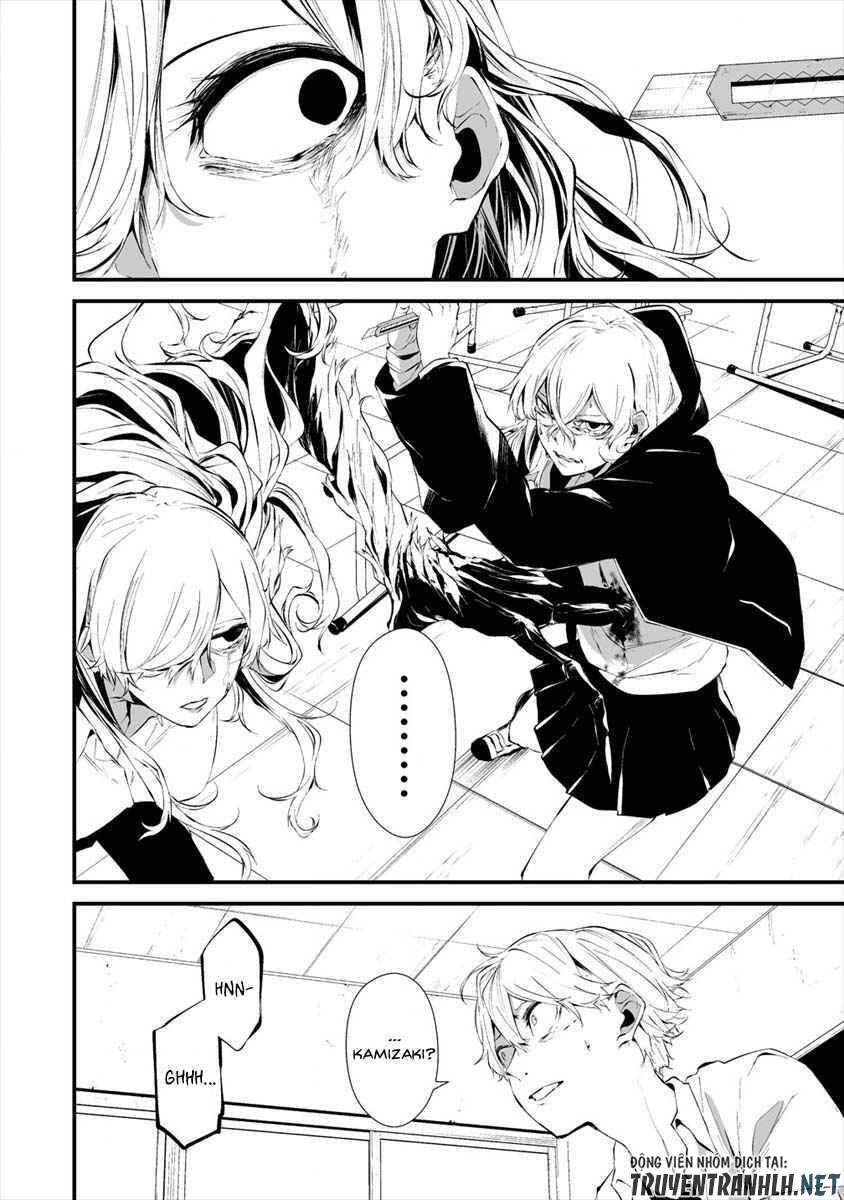 .........
...
KAMIZAKI?
HNN-
GHHH...
ĐỘNG VIÊN NHÓM DỊCH TẠI:
TRUYENTRANHLH.NET